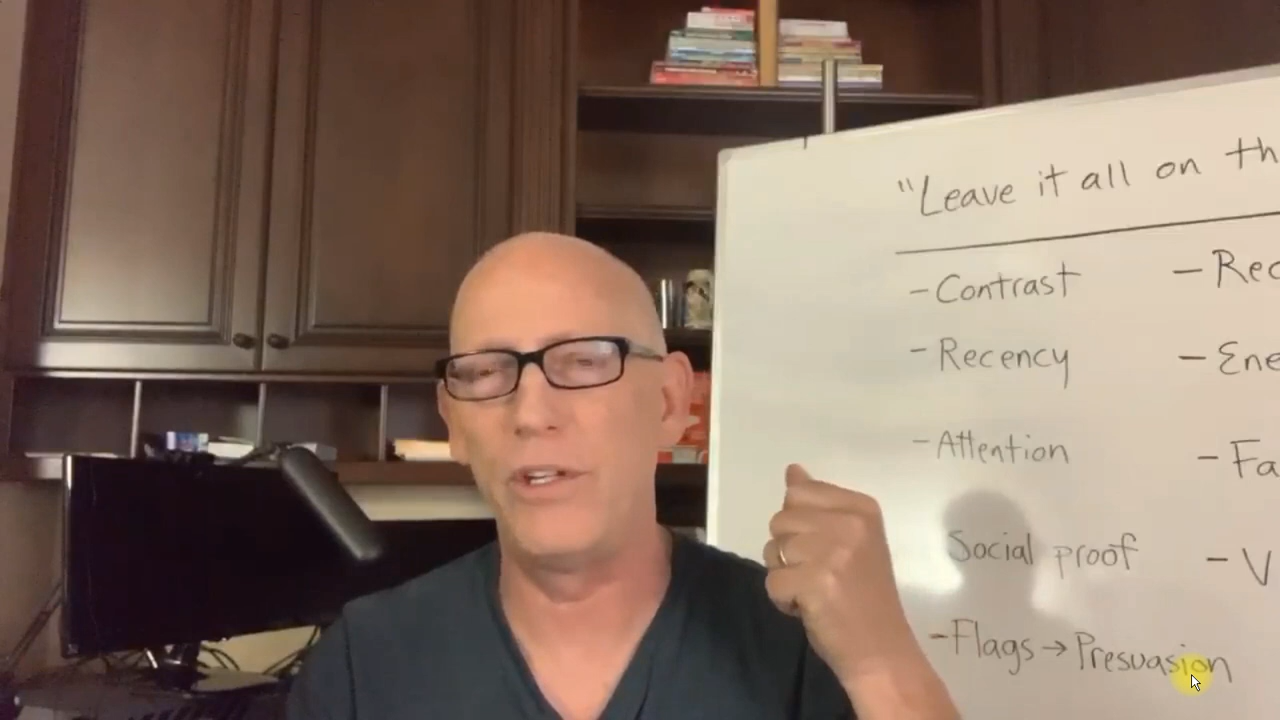 "Leave it all on th
- Contrast - Rec
- Recency - Ene
- Attention - Fa
Social proof - V
- Flags → Presuasion